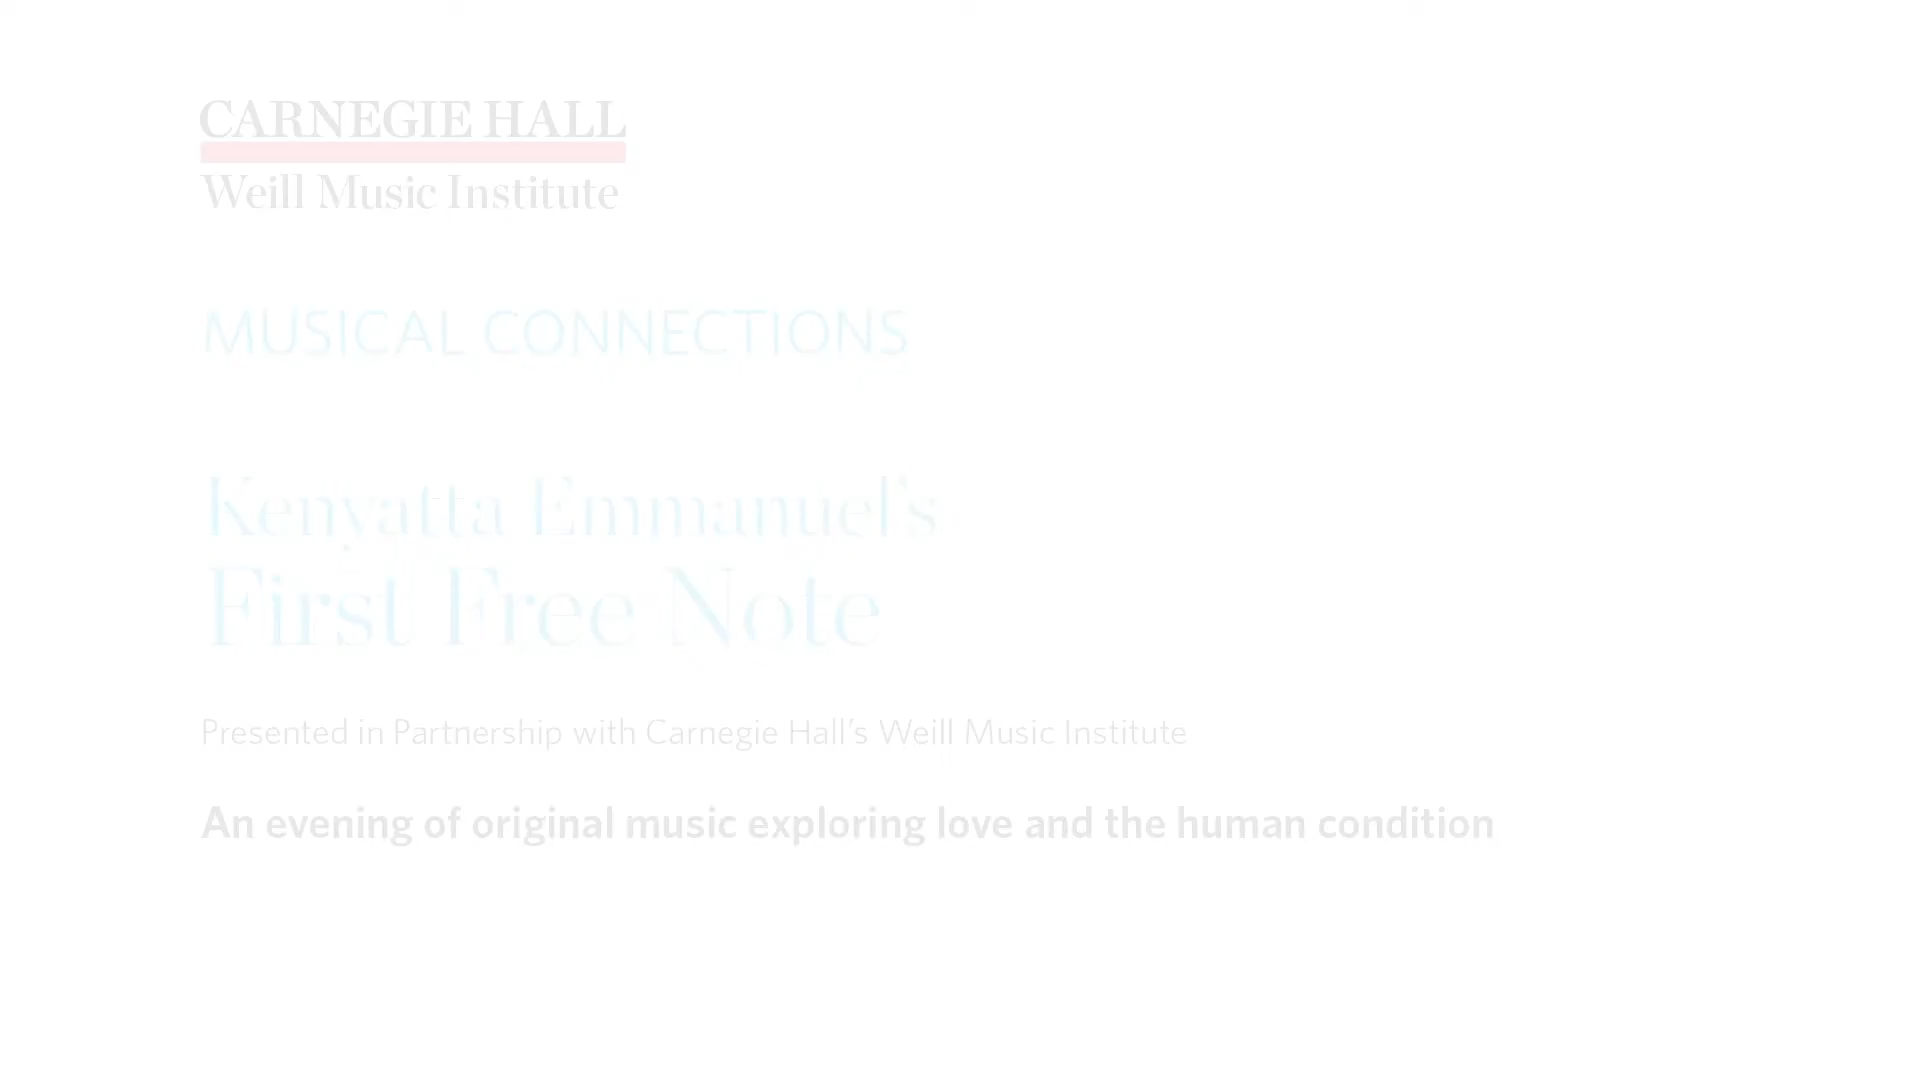 CARNEGIE HALL
Weill Music Institute
MUSICAL CONNECTIONS
Kenyatta Emmanuel’s
First Free Note
Presented in Partnership with Carnegie Hall’s Weill Music Institute
An evening of original music exploring love and the human condition